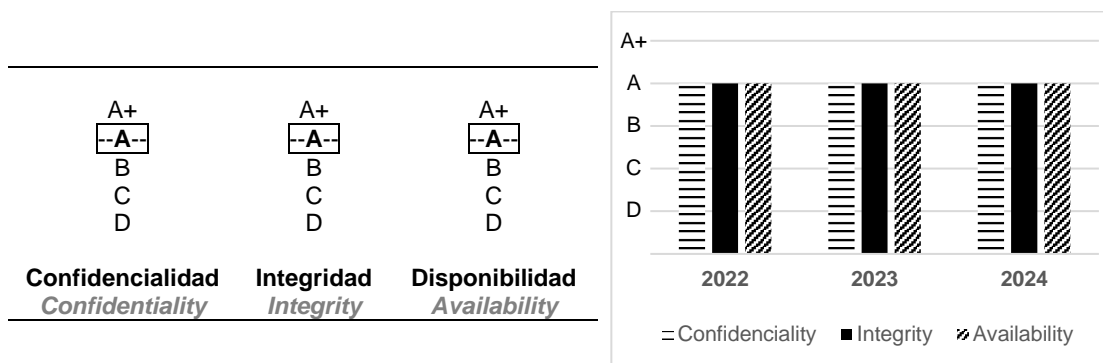 A+ A+ A+
--A-- --A-- --A--
B B B
C C C
D D D
Confidencialidad Integridad Disponibilidad
Confidentiality Integrity Availability
A+
A
B
C
D
2022 2023 2024
Confidenciality Integrity Availability